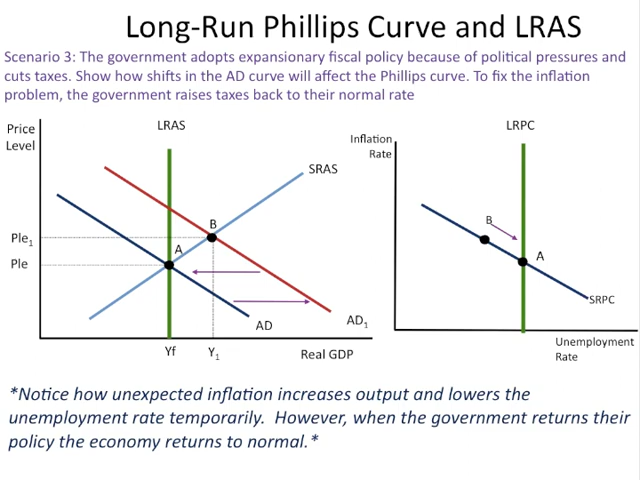 Long-Run Phillips Curve and LRAS
Scenario 3: The government adopts expansionary fiscal policy because of political pressures and
cuts taxes. Show how shifts in the AD curve will affect the Phillips curve. To fix the inflation
problem, the government raises taxes back to their normal rate
Price
Level
LRAS
SRAS
B
A
Ple₁
Ple
AD
AD₁
Yf
Y₁
Real GDP
Inflation
Rate
LRPC
B
A
SRPC
Unemployment
Rate
*Notice how unexpected inflation increases output and lowers the
unemployment rate temporarily. However, when the government returns their
policy the economy returns to normal.*